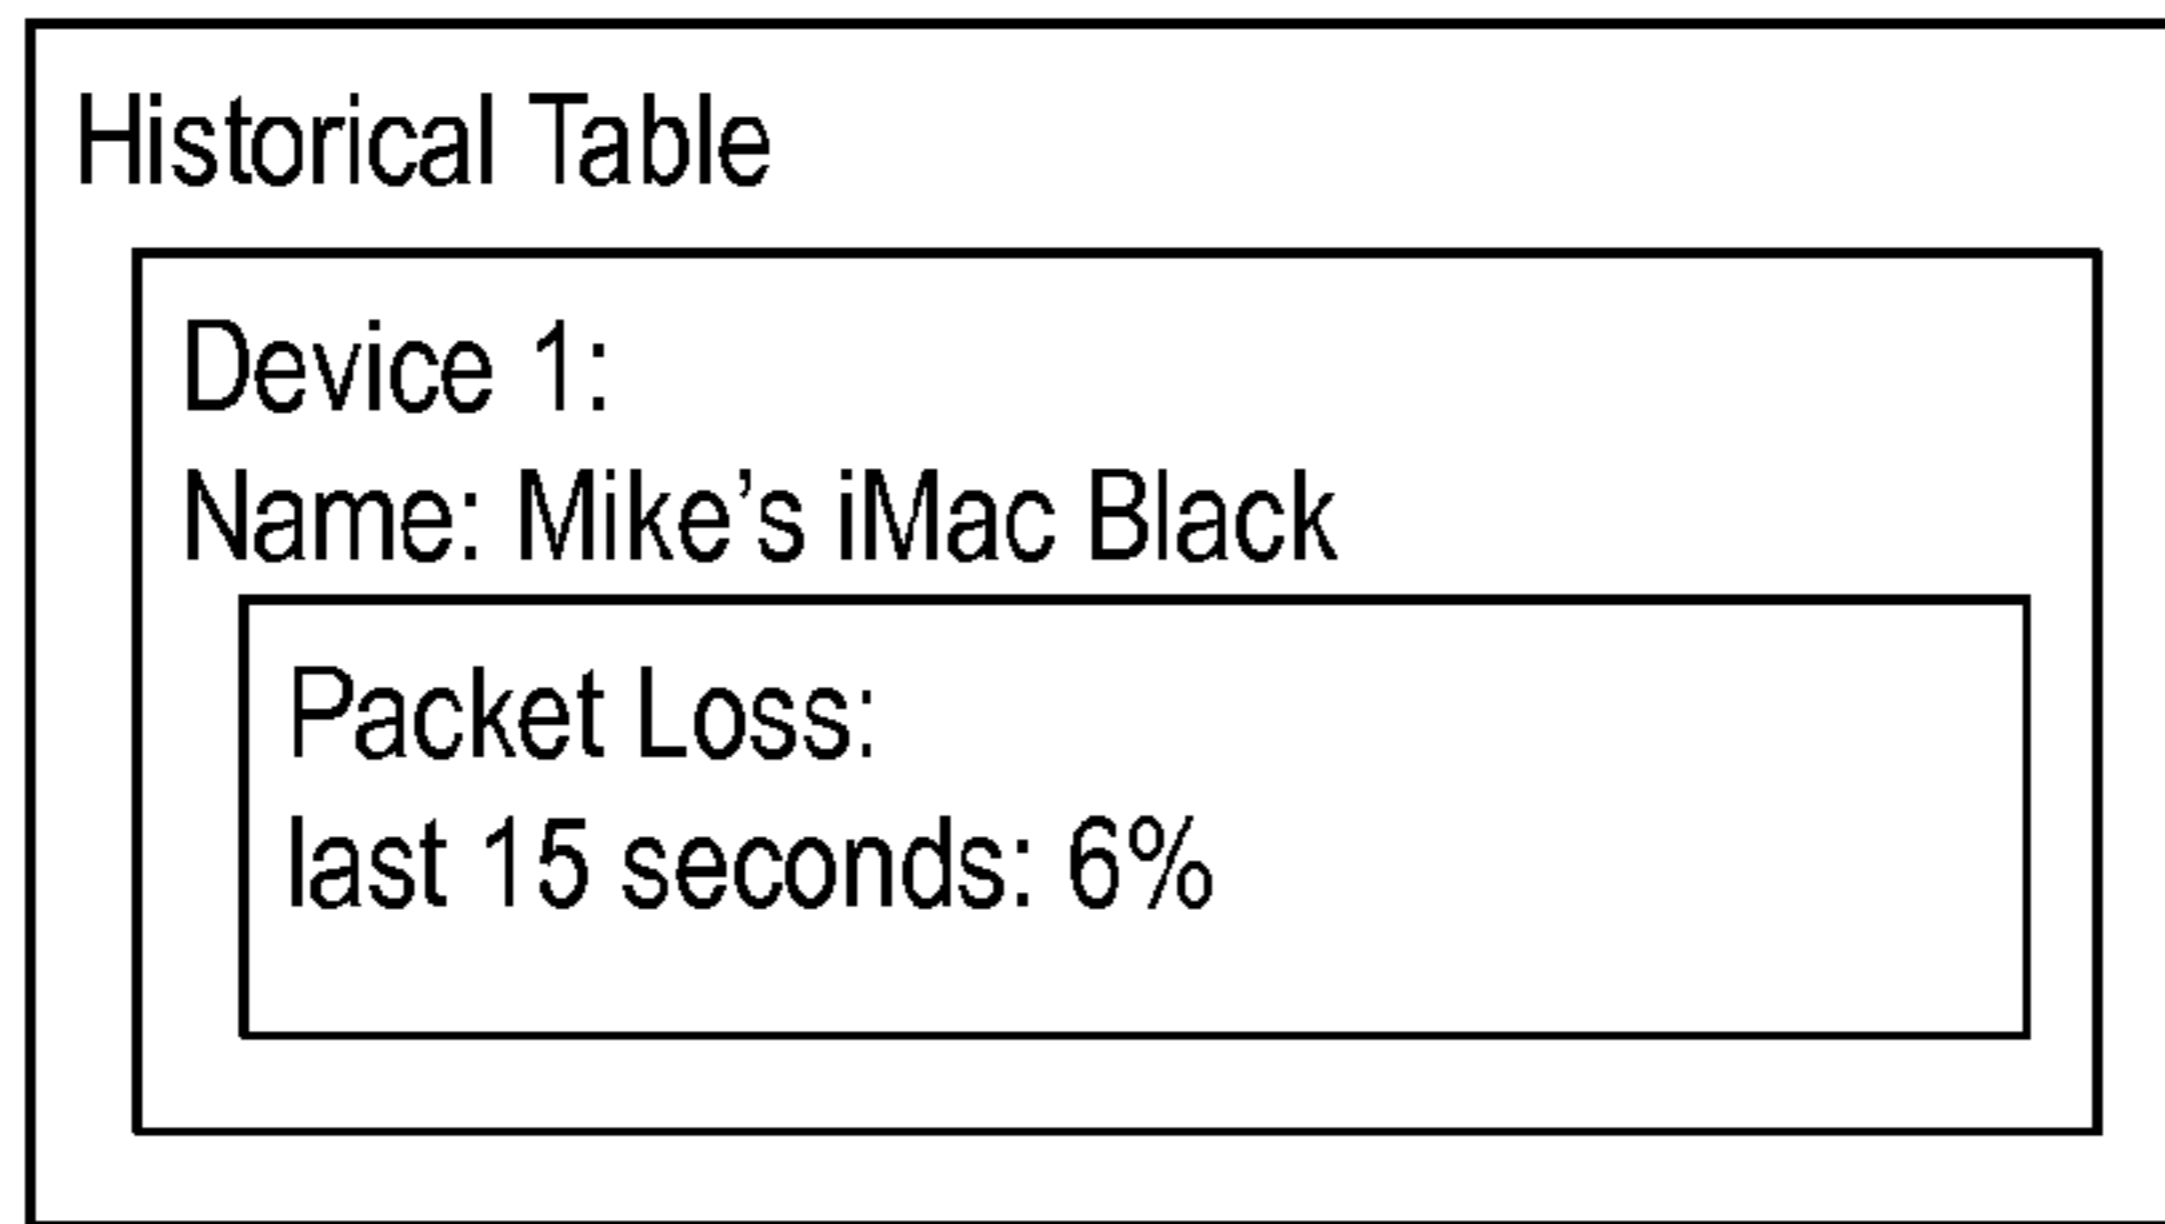 Historical Table
Device 1:
Name: Mike’s iMac Black
Packet Loss:
last 15 seconds: 6%